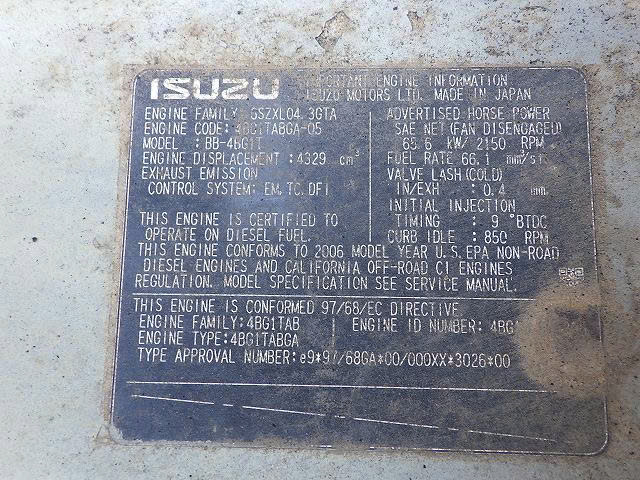 ISUZU IMPORTANT ENGINE INFORMATION
ISUZU MOTORS LTD. MADE IN JAPAN
ENGINE FAMILY 6SZXL04.3GTA
ENGINE CODE: 4BG1TABGA-05
MODEL : BB-4BG1T
ENGINE DISPLACEMENT: 4329 cm³
EXHAUST EMISSION
CONTROL SYSTEM: EM, TC, DFI
THIS ENGINE IS CERTIFIED TO
OPERATE ON DIESEL FUEL.
ADVERTISED HORSE POWER
SAE NET (FAN DISENGAGED)
65.6 kW/ 2150 RPM
FUEL RATE 66.1 mm³/st
VALVE LASH(COLD)
IN/EXH : 0.4 mm
INITIAL INJECTION
TIMING : 9 °BTDC
CURB IDLE : 850 RPM
THIS ENGINE CONFORMS TO 2006 MODEL YEAR U.S. EPA NON-ROAD
DIESEL ENGINES AND CALIFORNIA OFF-ROAD CI ENGINES
REGULATION. MODEL SPECIFICATION SEE SERVICE MANUAL.
THIS ENGINE IS CONFORMED 97/68/EC DIRECTIVE
ENGINE FAMILY: 4BG1TAB
ENGINE ID NUMBER: 4BG
ENGINE TYPE: 4BG1TABGA
TYPE APPROVAL NUMBER: e9*97/68GA*00/000XX*3026*00